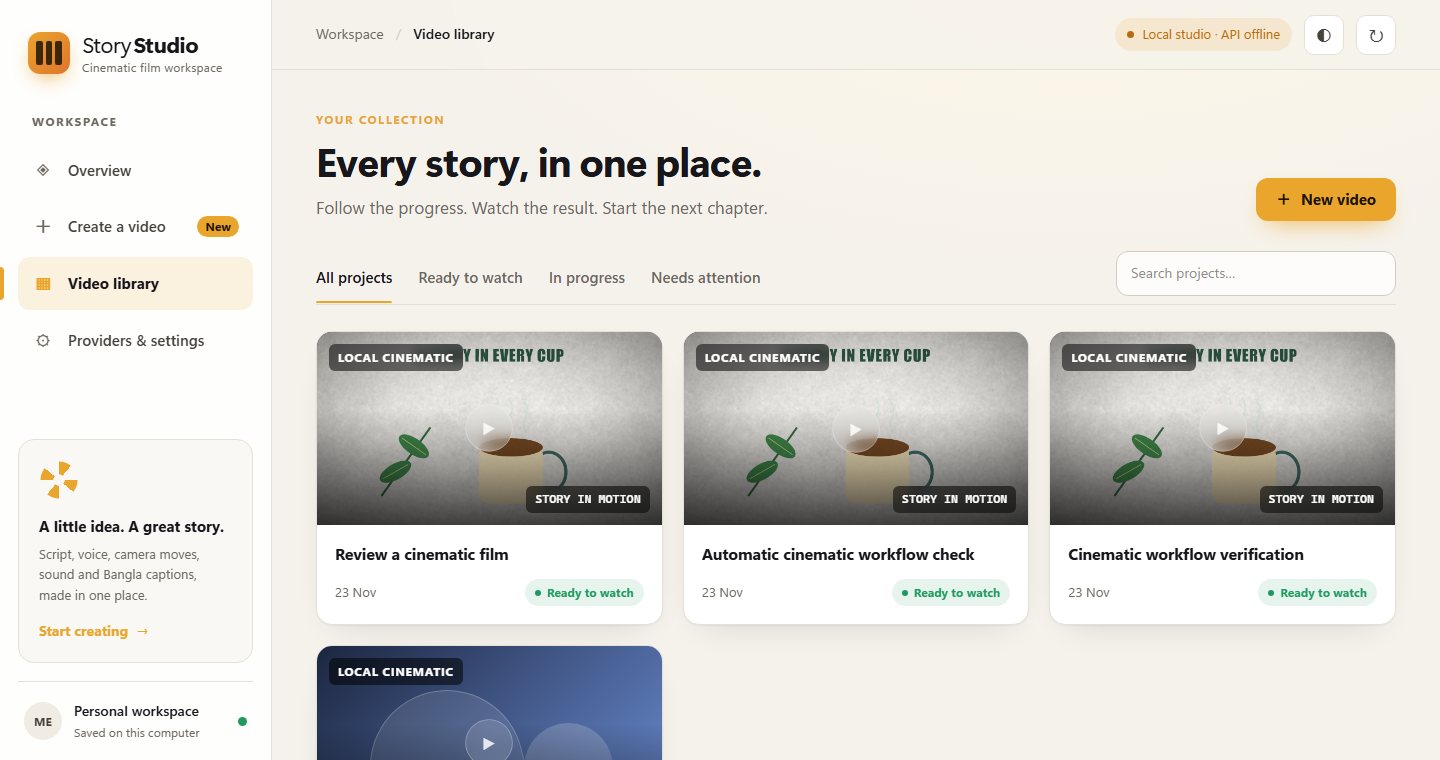 StoryStudio
Cinematic film workspace
WORKSPACE
Overview
Create a video New
Video library
Providers & settings
A little idea. A great story.
Script, voice, camera moves,
sound and Bangla captions,
made in one place.
Start creating →
ME
Personal workspace
Saved on this computer
Workspace / Video library
Local studio · API offline
YOUR COLLECTION
Every story, in one place.
Follow the progress. Watch the result. Start the next chapter.
+ New video
All projects Ready to watch In progress Needs attention
Search projects...
LOCAL CINEMATIC
Y IN EVERY CUP
STORY IN MOTION
Review a cinematic film
23 Nov Ready to watch
LOCAL CINEMATIC
Y IN EVERY CUP
STORY IN MOTION
Automatic cinematic workflow check
23 Nov Ready to watch
LOCAL CINEMATIC
Y IN EVERY CUP
STORY IN MOTION
Cinematic workflow verification
23 Nov Ready to watch
LOCAL CINEMATIC